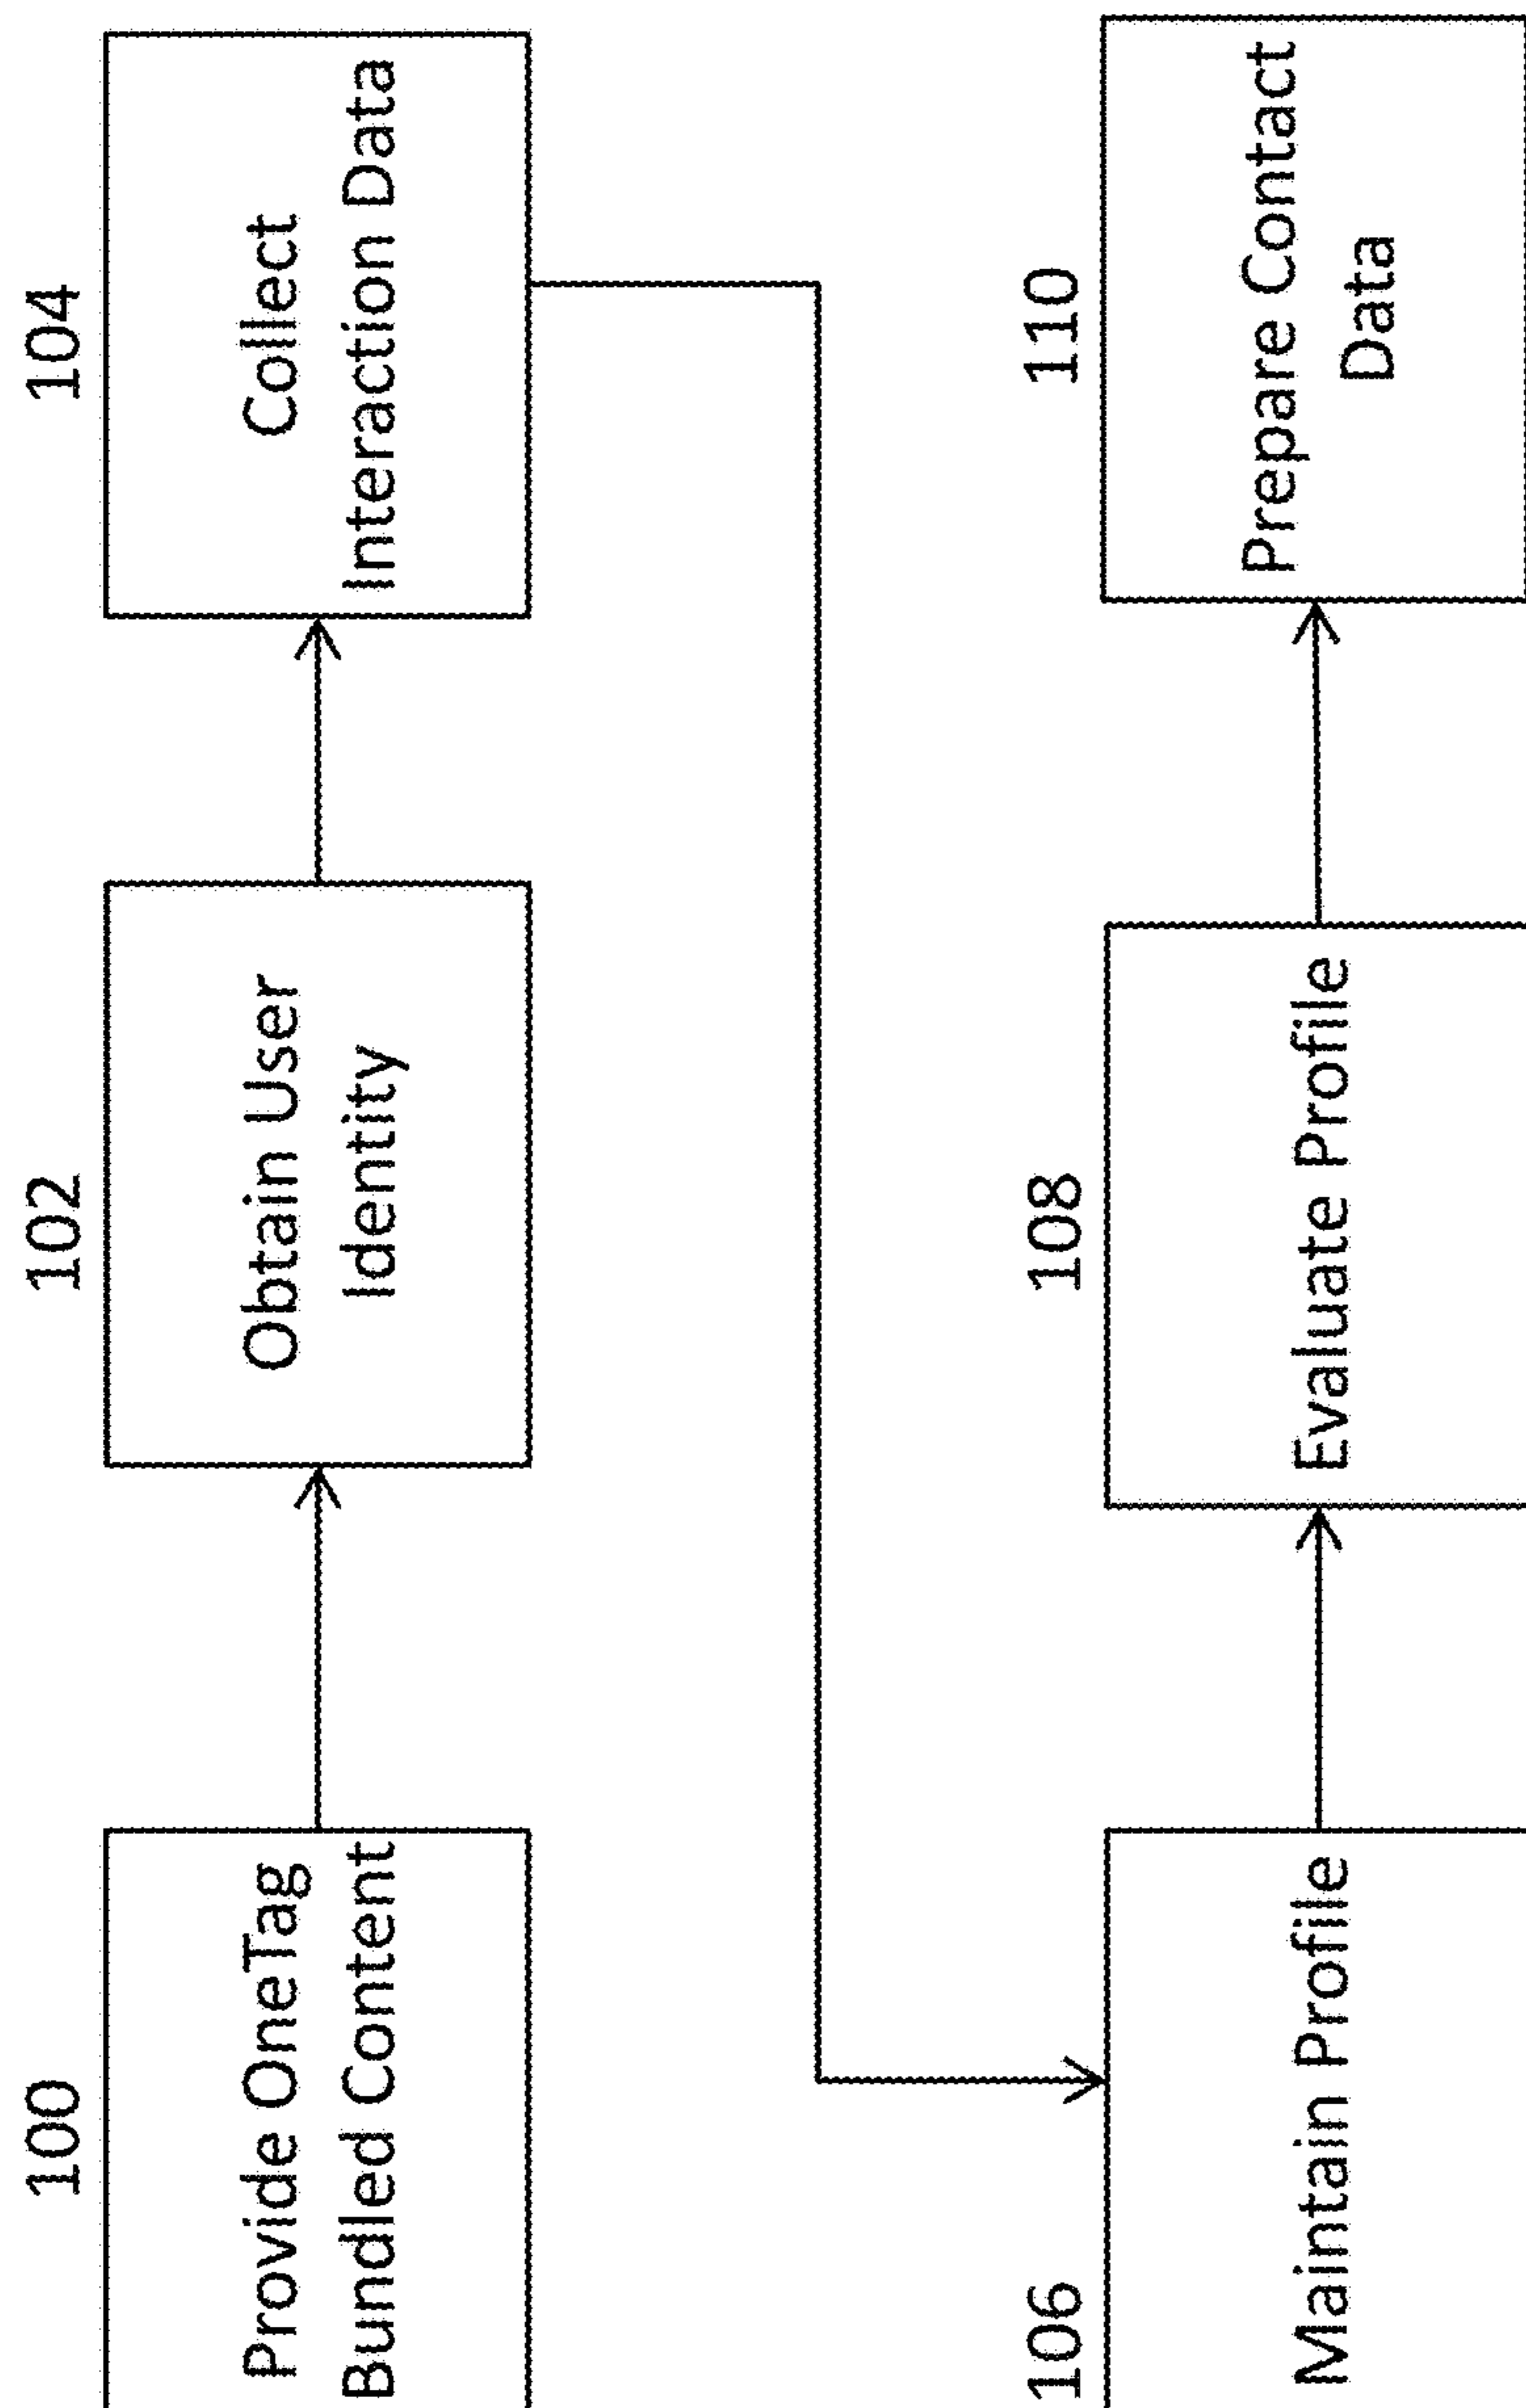 100
Provide OneTag
Bundled Content
102
Obtain User
Identity
104
Collect
Interaction Data
106
Maintain Profile
108
Evaluate Profile
110
Prepare Contact
Data